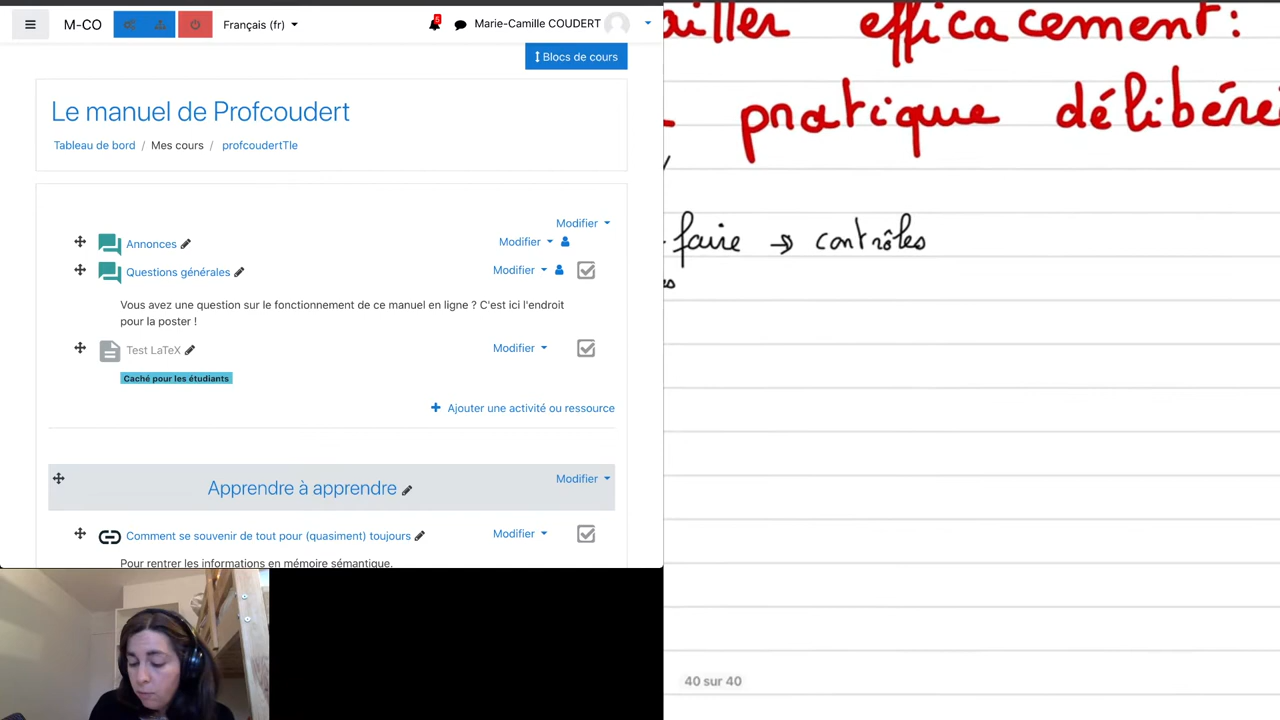 M-CO
Français (fr)
5
Marie-Camille COUDERT
Blocs de cours
Le manuel de Profcoudert
Tableau de bord / Mes cours / profcoudertTle
Modifier
Annonces
Modifier
Questions générales
Modifier
Vous avez une question sur le fonctionnement de ce manuel en ligne ? C'est ici l'endroit
pour la poster !
Test LaTeX
Modifier
Caché pour les étudiants
+ Ajouter une activité ou ressource
Apprendre à apprendre
Modifier
Comment se souvenir de tout pour (quasiment) toujours
Modifier
Pour rentrer les informations en mémoire sémantique.
ailler efficacement:
pratique délibérée
faire → contrôles
40 sur 40